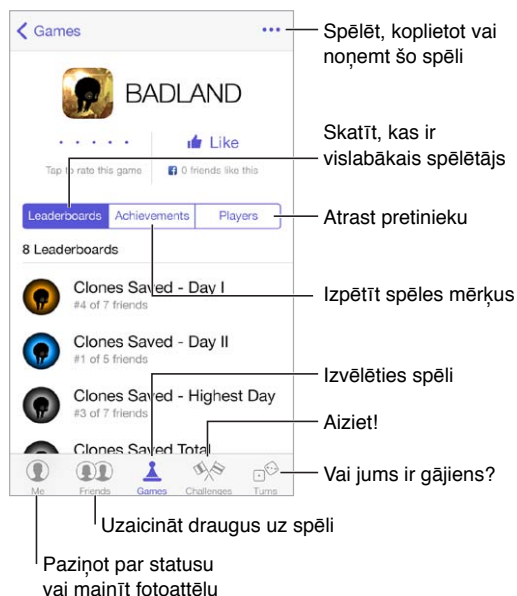 Games
Spēlēt, koplietot vai
noņemt šo spēli
BADLAND
Like
Skatīt, kas ir
vislabākais spēlētājs
Tap to rate this game
0 friends like this
Leaderboards Achievements Players
Atrast pretinieku
8 Leaderboards
Clones Saved - Day I
#4 of 7 friends
Izpētīt spēles mērķus
Clones Saved - Day II
#1 of 5 friends
Izvēlēties spēli
Clones Saved - Highest Day
#3 of 7 friends
Aiziet!
Clones Saved Total
Vai jums ir gājiens?
Me Friends Games Challenges Turns
Uzaicināt draugus uz spēli
Paziņot par statusu
vai mainīt fotoattēlu